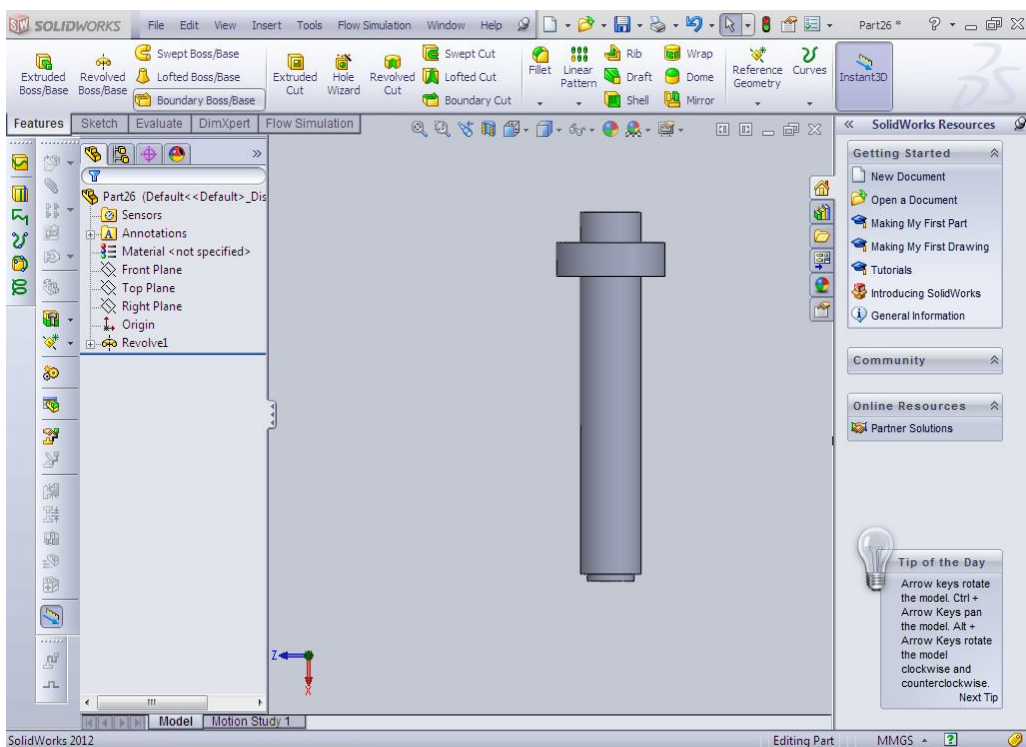 SOLIDWORKS File Edit View Insert Tools Flow Simulation Window Help Part26 *
Extruded Boss/Base
Revolved Boss/Base
Swept Boss/Base
Lofted Boss/Base
Boundary Boss/Base
Extruded Cut
Hole Wizard
Revolved Cut
Swept Cut
Lofted Cut
Boundary Cut
Fillet
Linear Pattern
Rib
Draft
Shell
Wrap
Dome
Mirror
Reference Geometry
Curves
Instant3D
Features Sketch Evaluate DimXpert Flow Simulation
Part26 (Default<<Default>_Dis
Sensors
Annotations
Material <not specified>
Front Plane
Top Plane
Right Plane
Origin
Revolve1
Z
X
SolidWorks Resources
Getting Started
New Document
Open a Document
Making My First Part
Making My First Drawing
Tutorials
Introducing SolidWorks
General Information
Community
Online Resources
Partner Solutions
Tip of the Day
Arrow keys rotate
the model. Ctrl +
Arrow Keys pan
the model. Alt +
Arrow Keys rotate
the model
clockwise and
counterclockwise.
Next Tip
Model Motion Study 1
SolidWorks 2012 Editing Part MMGS